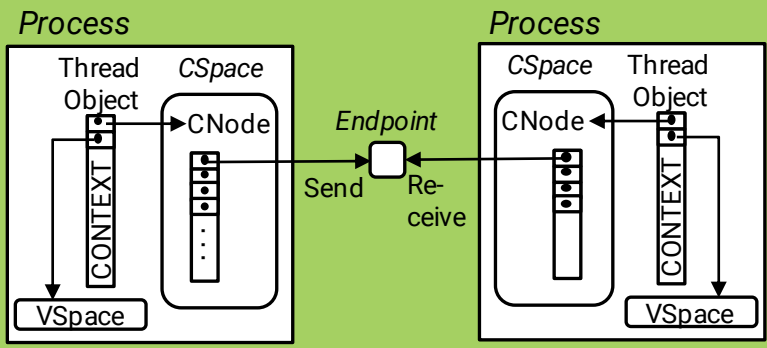 Process
Thread
Object
CSpace
CNode
CONTEXT
VSpace
Endpoint
Send
Re-
ceive
Process
CSpace
Thread
Object
CNode
CONTEXT
VSpace